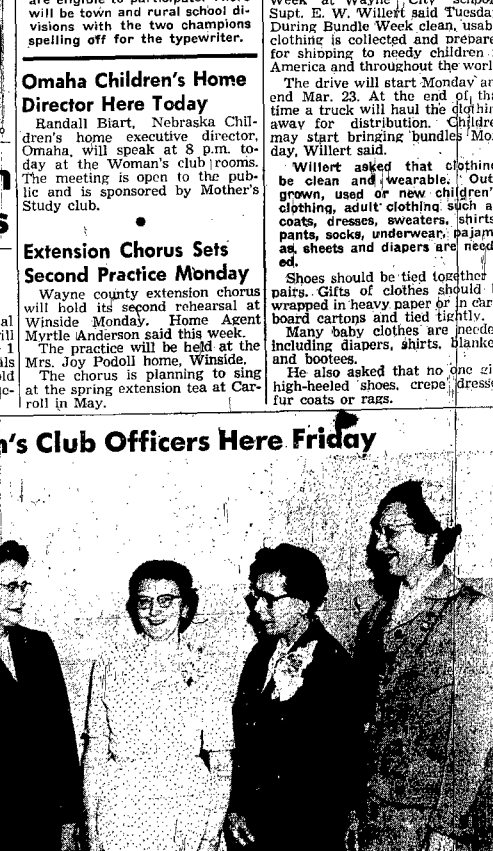 are eligible to participate. There
will be town and rural school di-
visions with the two champions
spelling off for the typewriter.
Omaha Children's Home
Director Here Today
Randall Biart, Nebraska Chil-
dren's home executive director,
Omaha, will speak at 8 p.m. to-
day at the Woman's club rooms.
The meeting is open to the pub-
lic and is sponsored by Mother's
Study club.
Extension Chorus Sets
Second Practice Monday
Wayne county extension chorus
will hold its second rehearsal at
Winside Monday. Home Agent
Myrtle Anderson said this week.
The practice will be held at the
Mrs. Joy Podoll home, Winside.
The chorus is planning to sing
at the spring extension tea at Car-
roll in May.
Week at Wayne City
Supt. E. W. Willert said Tuesda
During Bundle Week clean, usab
clothing is collected and prepare
for shipping to needy children
America and throughout the worl
The drive will start Monday an
end Mar. 23. At the end of tha
time a truck will haul the clothin
away for distribution. Childre
may start bringing bundles Mo
day, Willert said.
Willert asked that clothin
be clean and wearable. Out
grown, used or new children'
clothing, adult clothing such a
coats, dresses, sweaters, shirts
pants, socks, underwear, pajam
as, sheets and diapers are need
ed.
Shoes should be tied together
pairs. Gifts of clothes should
wrapped in heavy paper or in car
board cartons and tied tightly.
Many baby clothes are neede
including diapers, shirts, blanke
and bootees.
He also asked that no one gi
high-heeled shoes, crepe dress
fur coats or rags.
n's Club Officers Here Friday